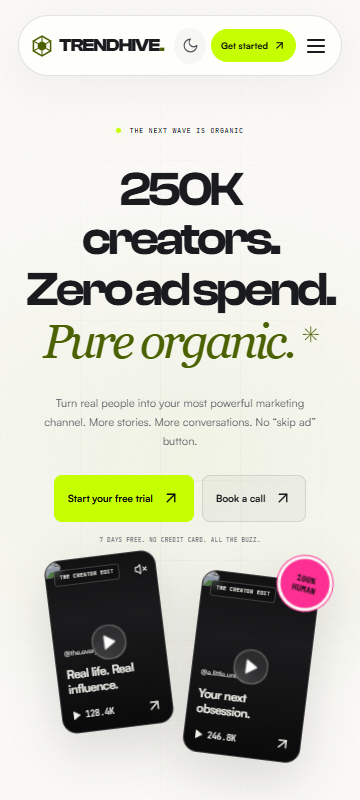 TRENDHIVE.
Get started
THE NEXT WAVE IS ORGANIC
250K
creators.
Zero ad spend.
Pure organic.*
Turn real people into your most powerful marketing
channel. More stories. More conversations. No “skip ad”
button.
Start your free trial
Book a call
7 DAYS FREE. NO CREDIT CARD. ALL THE BUZZ.
THE CREATOR EDIT
Real life. Real
influence.
128.4K
THE CREATOR EDIT
100%
HUMAN
Your next
obsession.
246.8K